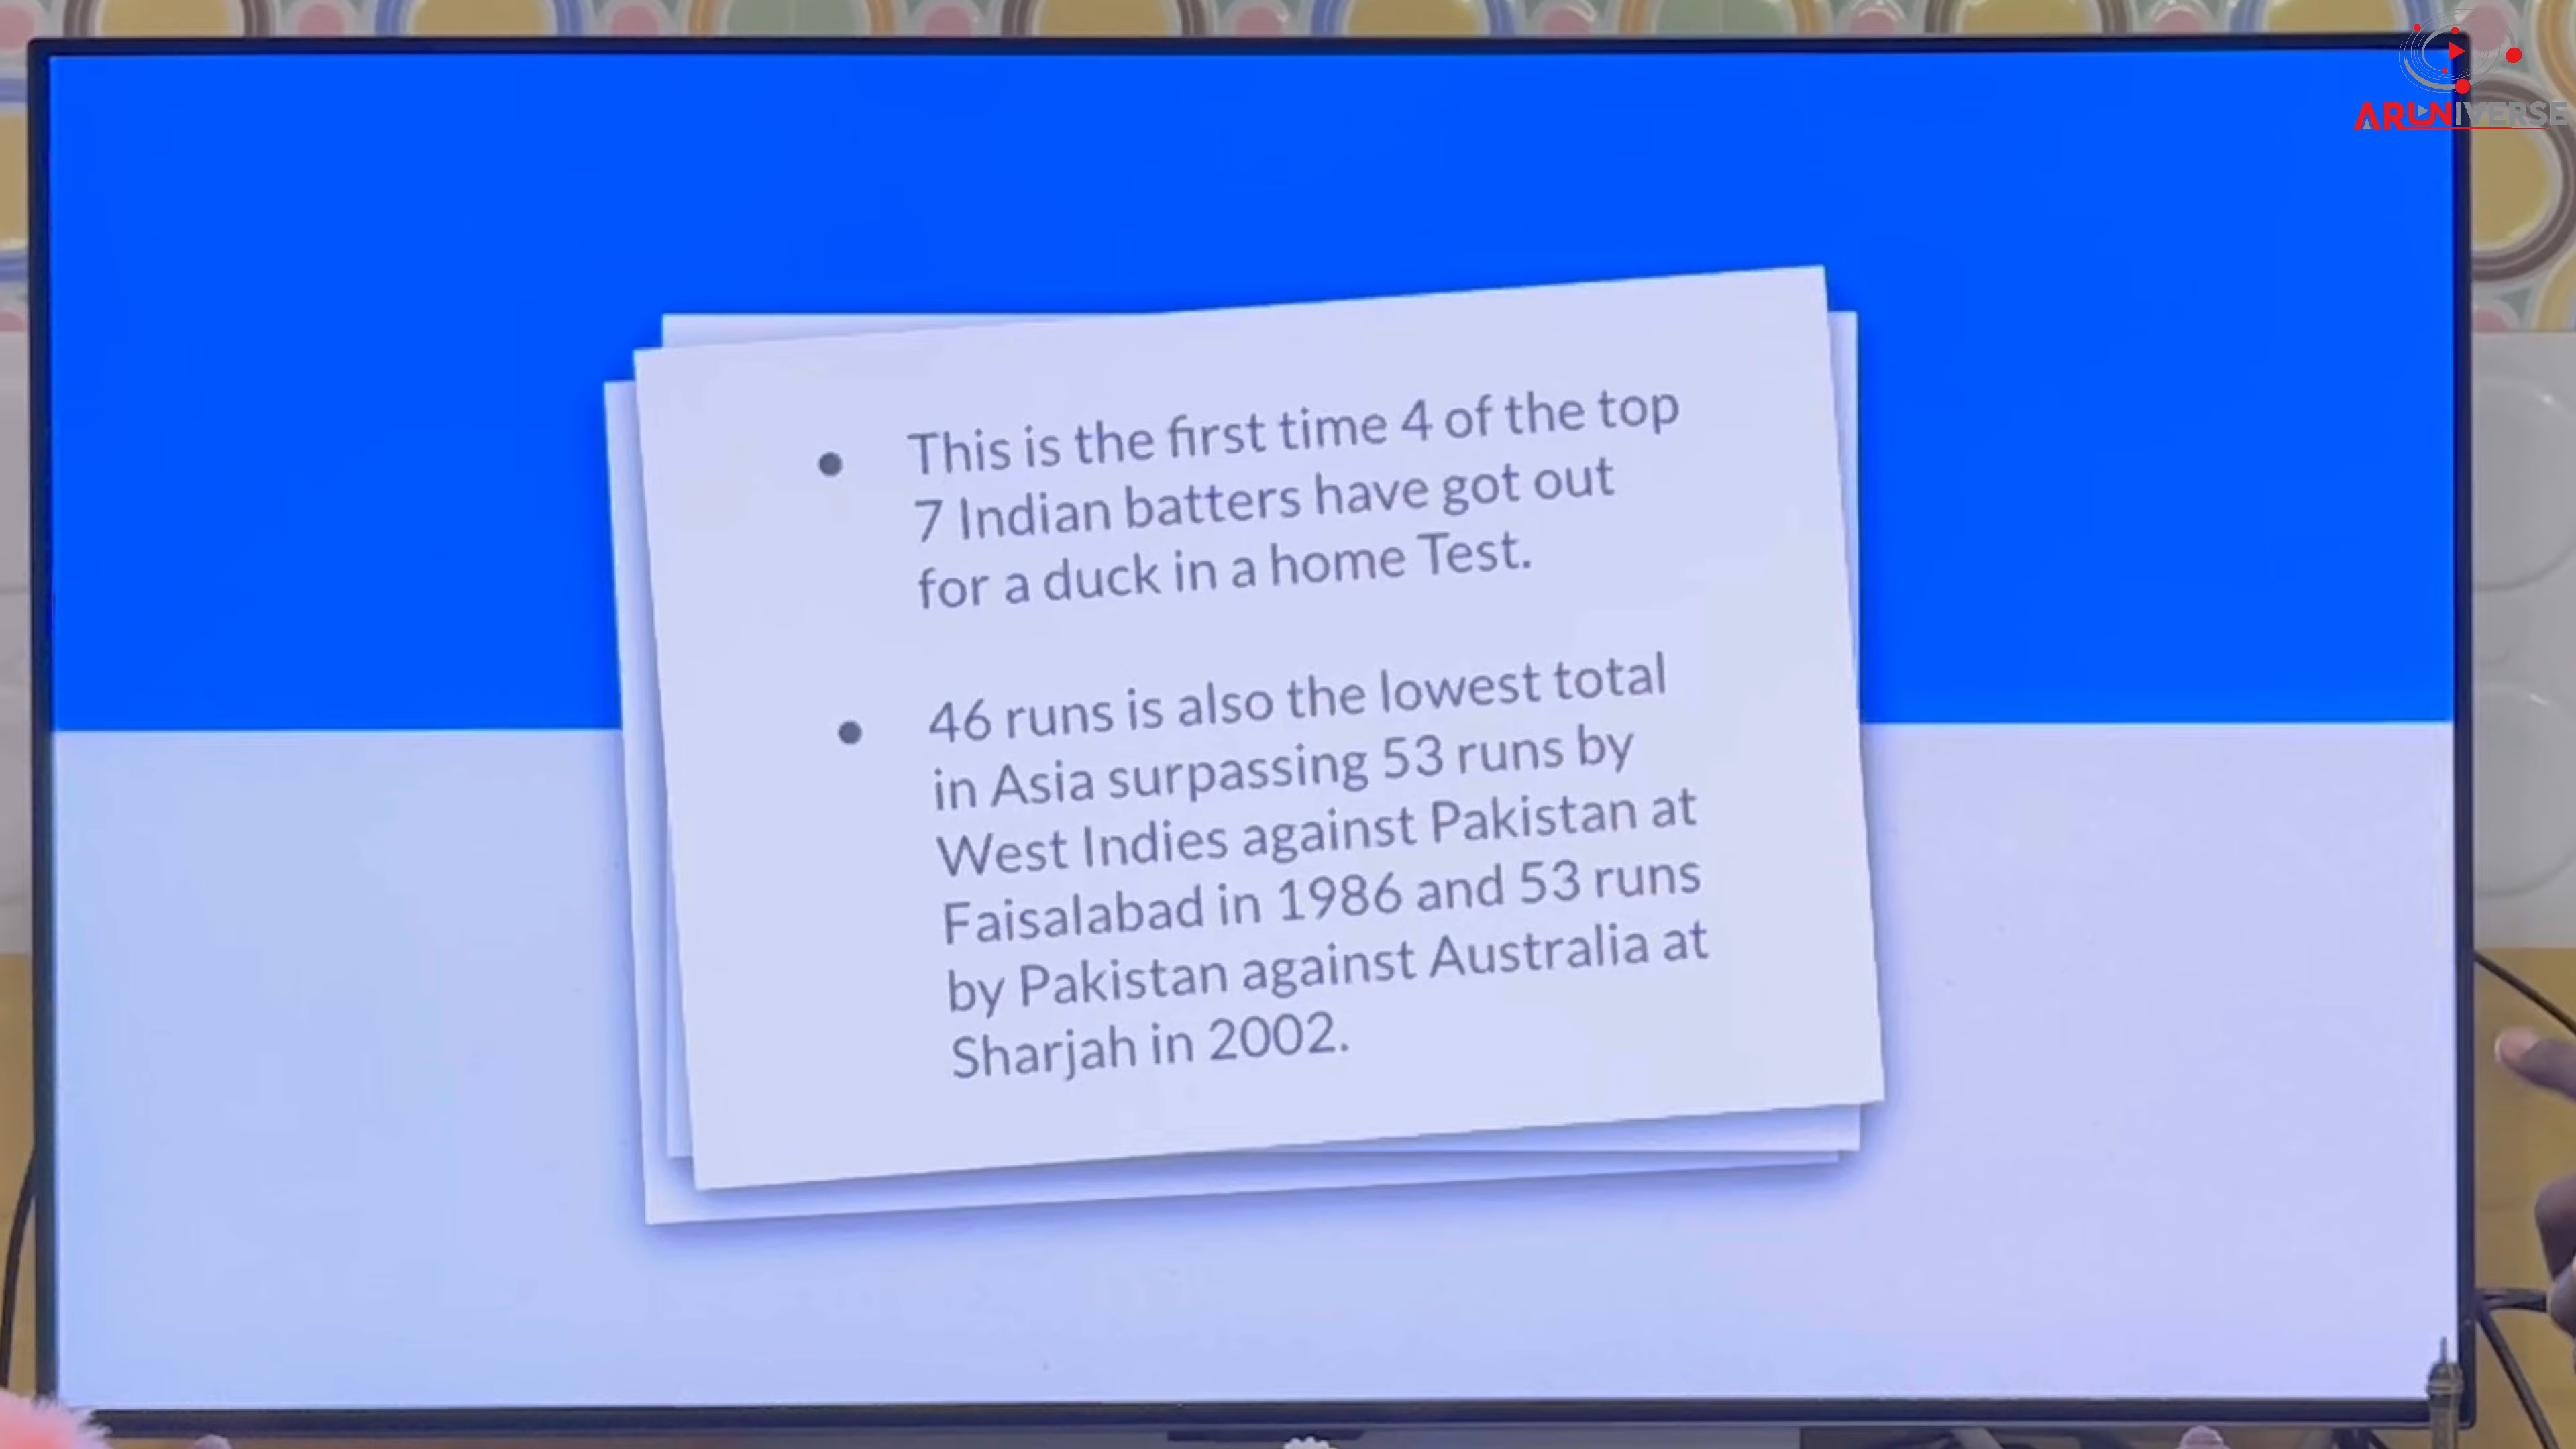 ARUNIVERSE
• This is the first time 4 of the top
7 Indian batters have got out
for a duck in a home Test.
• 46 runs is also the lowest total
in Asia surpassing 53 runs by
West Indies against Pakistan at
Faisalabad in 1986 and 53 runs
by Pakistan against Australia at
Sharjah in 2002.